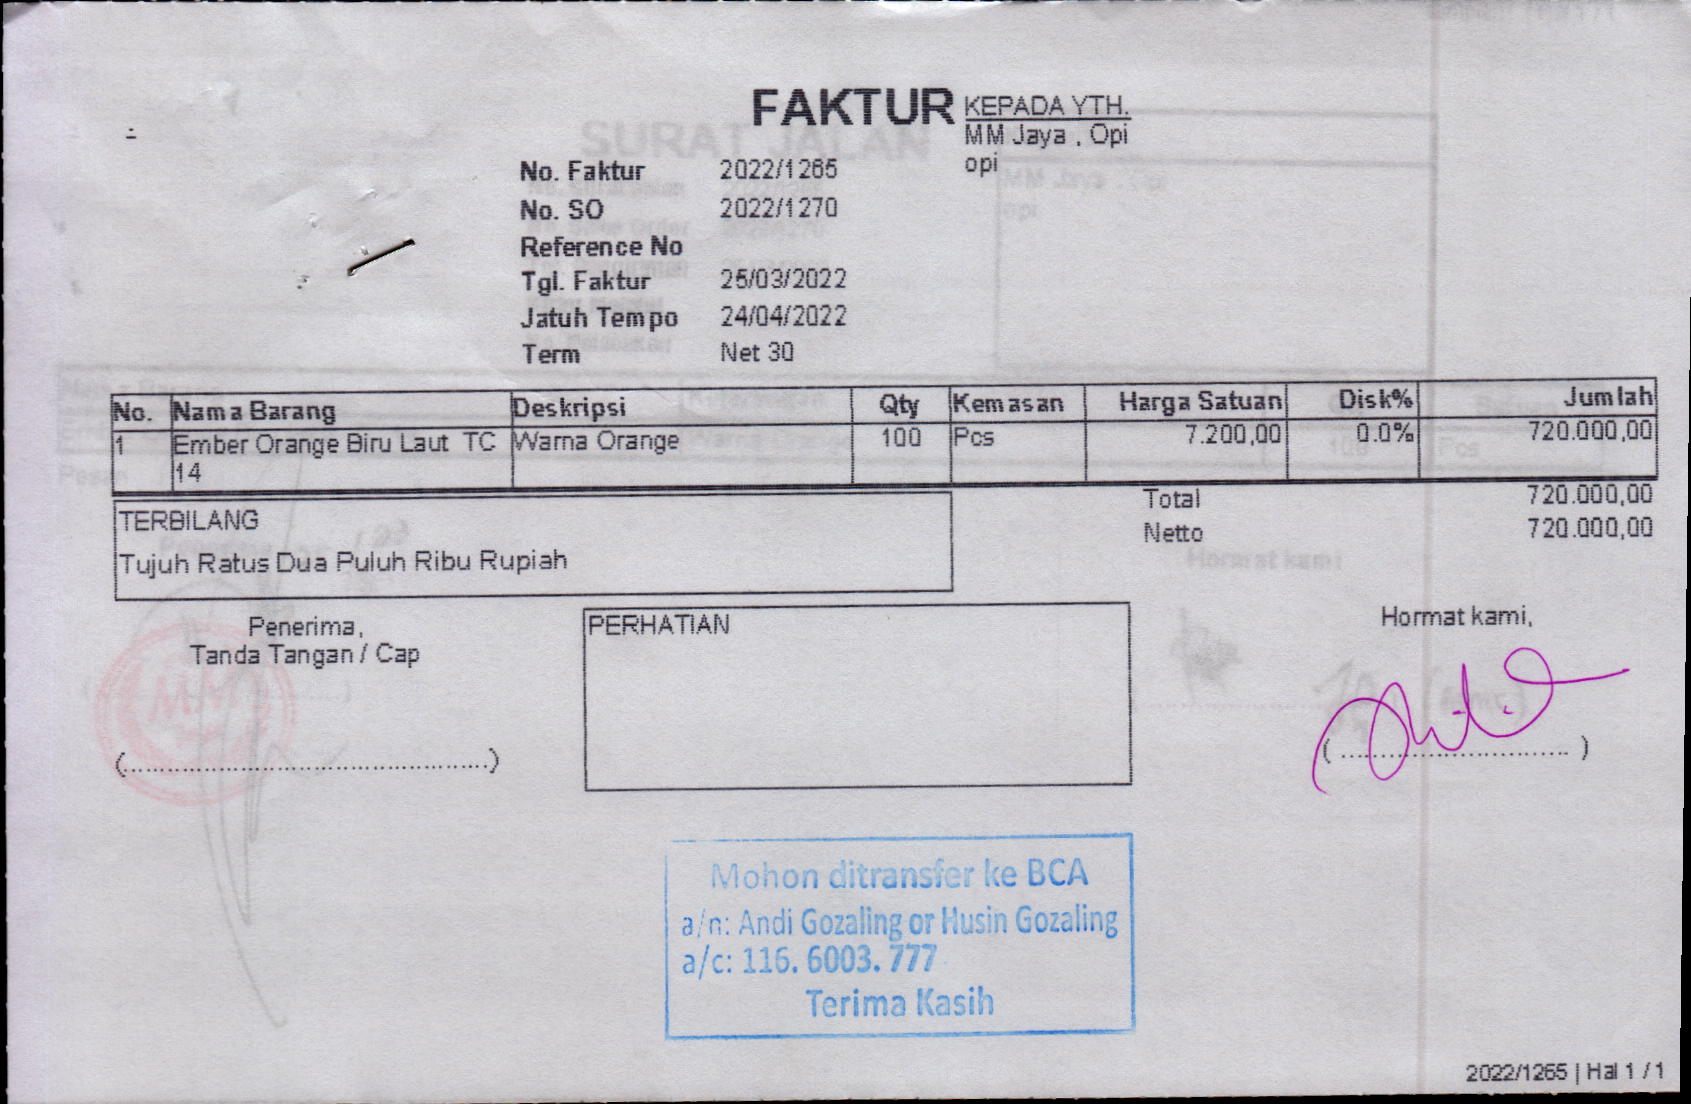 FAKTUR
KEPADA YTH.
MM Jaya , Opi
opi
No. Faktur 2022/1265
No. SO 2022/1270
Reference No
Tgl. Faktur 25/03/2022
Jatuh Tempo 24/04/2022
Term Net 30
No. Nama Barang Deskripsi Qty Kemasan Harga Satuan Disk% Jumlah
1 Ember Orange Biru Laut TC 14 Warna Orange 100 Pcs 7.200,00 0.0% 720.000,00
Total 720.000,00
Netto 720.000,00
TERBILANG
Tujuh Ratus Dua Puluh Ribu Rupiah
Penerima,
Tanda Tangan / Cap
(..................................................)
PERHATIAN
Hormat kami,
( ............................... )
Mohon ditransfer ke BCA
a/n: Andi Gozaling or Husin Gozaling
a/c: 116. 6003. 777
Terima Kasih
2022/1265 | Hal 1 / 1